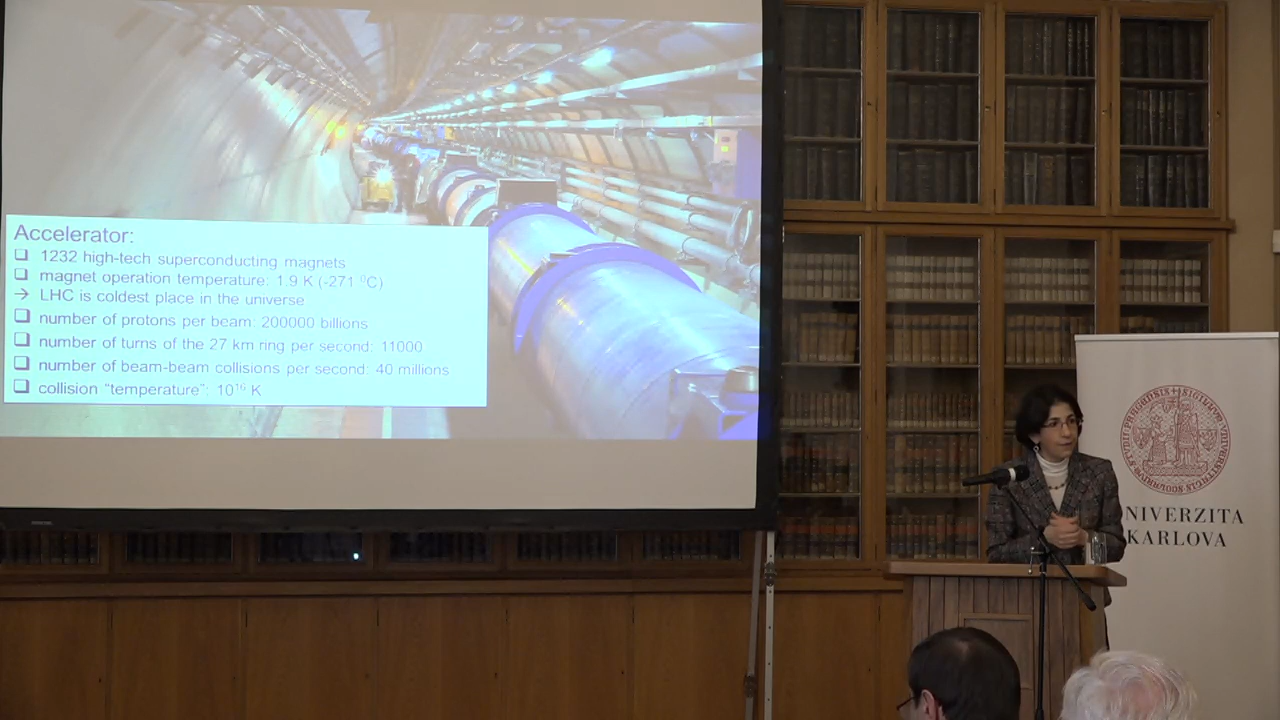 Accelerator:
❑ 1232 high-tech superconducting magnets
❑ magnet operation temperature: 1.9 K (-271 ⁰C)
→ LHC is coldest place in the universe
❑ number of protons per beam: 200000 billions
❑ number of turns of the 27 km ring per second: 11000
❑ number of beam-beam collisions per second: 40 millions
❑ collision “temperature”: 10¹⁶ K
NIVERZITA
KARLOVA